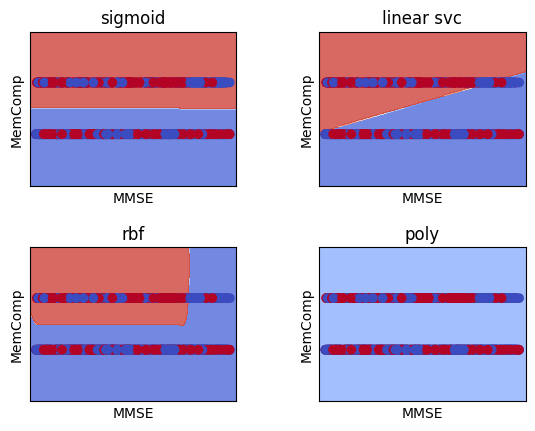 sigmoid
linear svc
MemComp
MemComp
MMSE
MMSE
rbf
poly
MemComp
MemComp
MMSE
MMSE